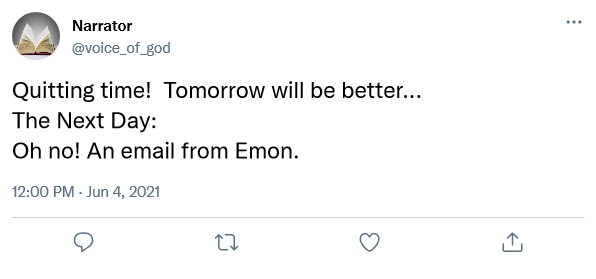 Narrator
@voice_of_god
Quitting time!  Tomorrow will be better...
The Next Day:
Oh no! An email from Emon.
12:00 PM · Jun 4, 2021